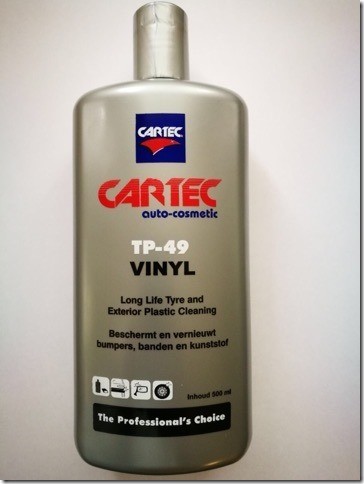 CARTEC
CARTEC
auto-cosmetic
TP-49
VINYL
Long Life Tyre and
Exterior Plastic Cleaning
Beschermt en vernieuwt
bumpers, banden en kunststof
Inhoud 500 ml
The Professional's Choice